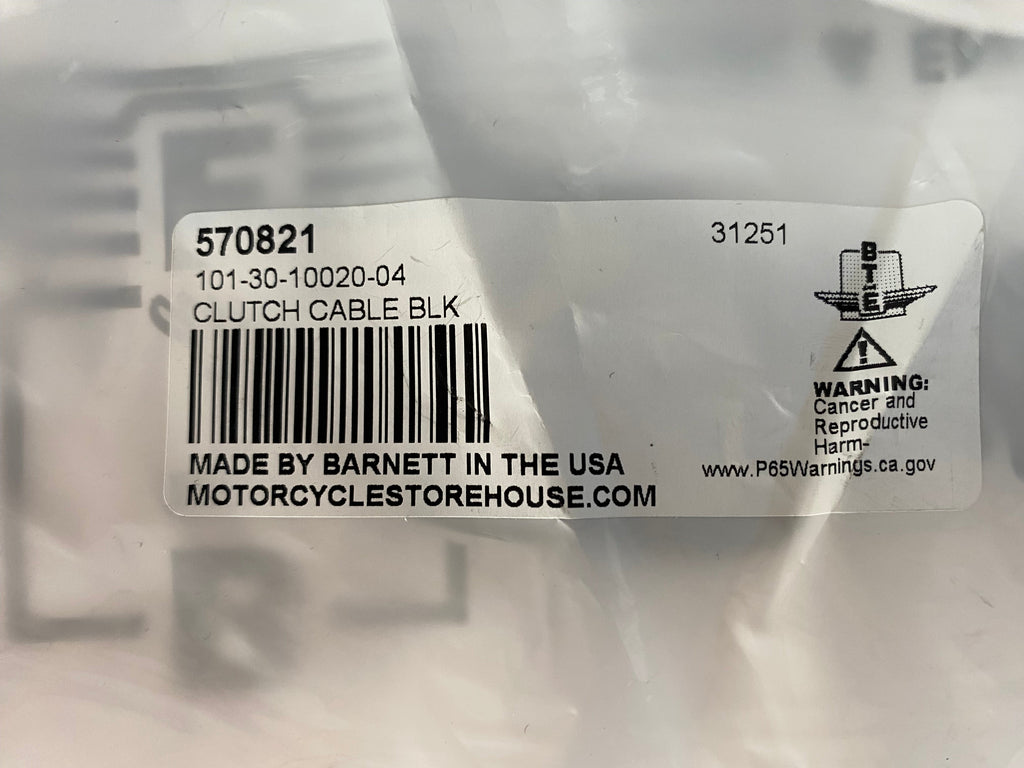 570821
31251
101-30-10020-04
CLUTCH CABLE BLK
BT-E
WARNING:
Cancer and
Reproductive
Harm-
www.P65Warnings.ca.gov
MADE BY BARNETT IN THE USA
MOTORCYCLESTOREHOUSE.COM